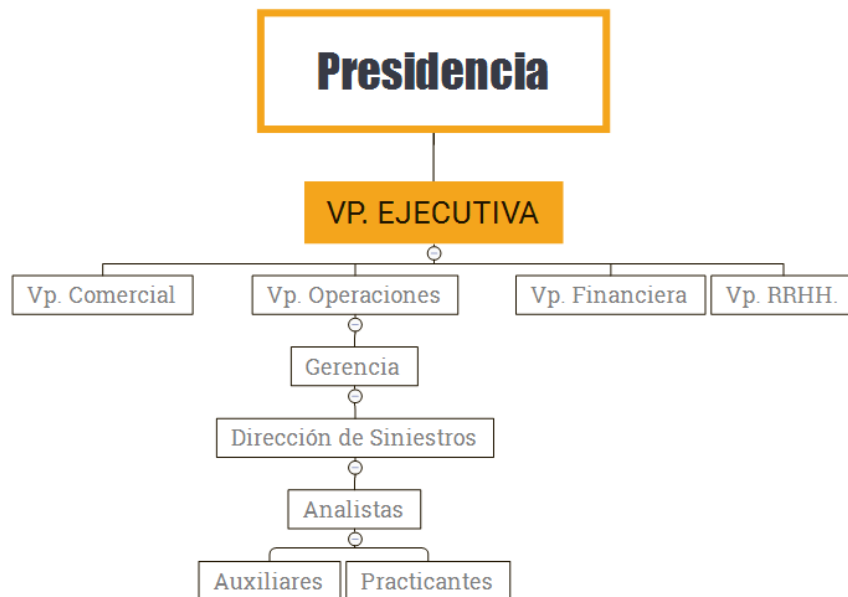 Presidencia
VP. EJECUTIVA
Vp. Comercial
Vp. Operaciones
Vp. Financiera
Vp. RRHH.
Gerencia
Dirección de Siniestros
Analistas
Auxiliares
Practicantes